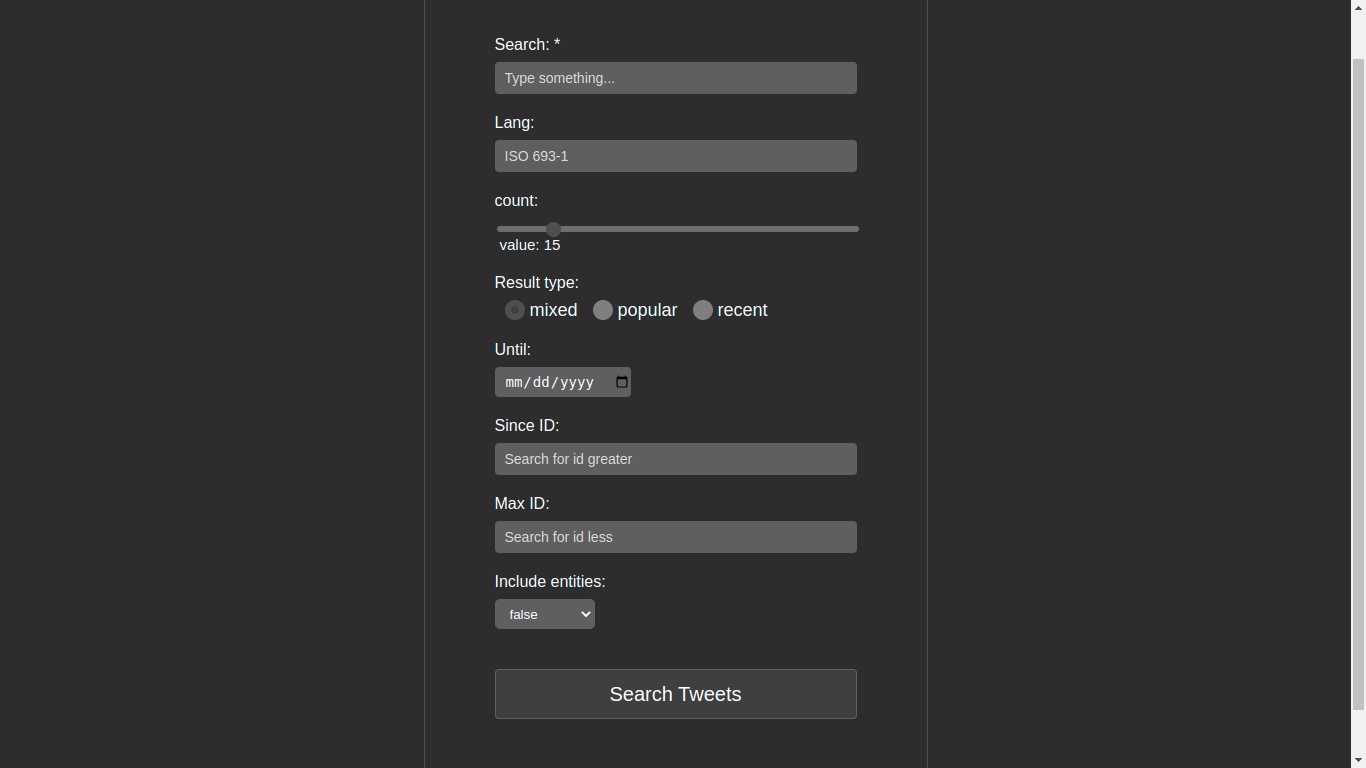 Search: *
Type something...
Lang:
ISO 693-1
count:
value: 15
Result type:
mixed popular recent
Until:
mm/dd/yyyy
Since ID:
Search for id greater
Max ID:
Search for id less
Include entities:
false
Search Tweets